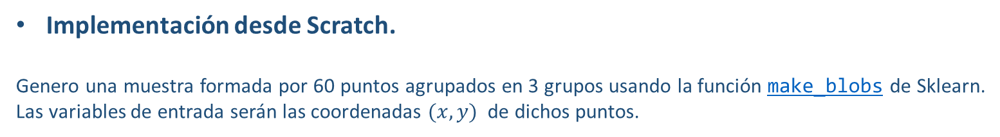 • Implementación desde Scratch.
Genero una muestra formada por 60 puntos agrupados en 3 grupos usando la función make_blobs de Sklearn.
Las variables de entrada serán las coordenadas (x, y) de dichos puntos.